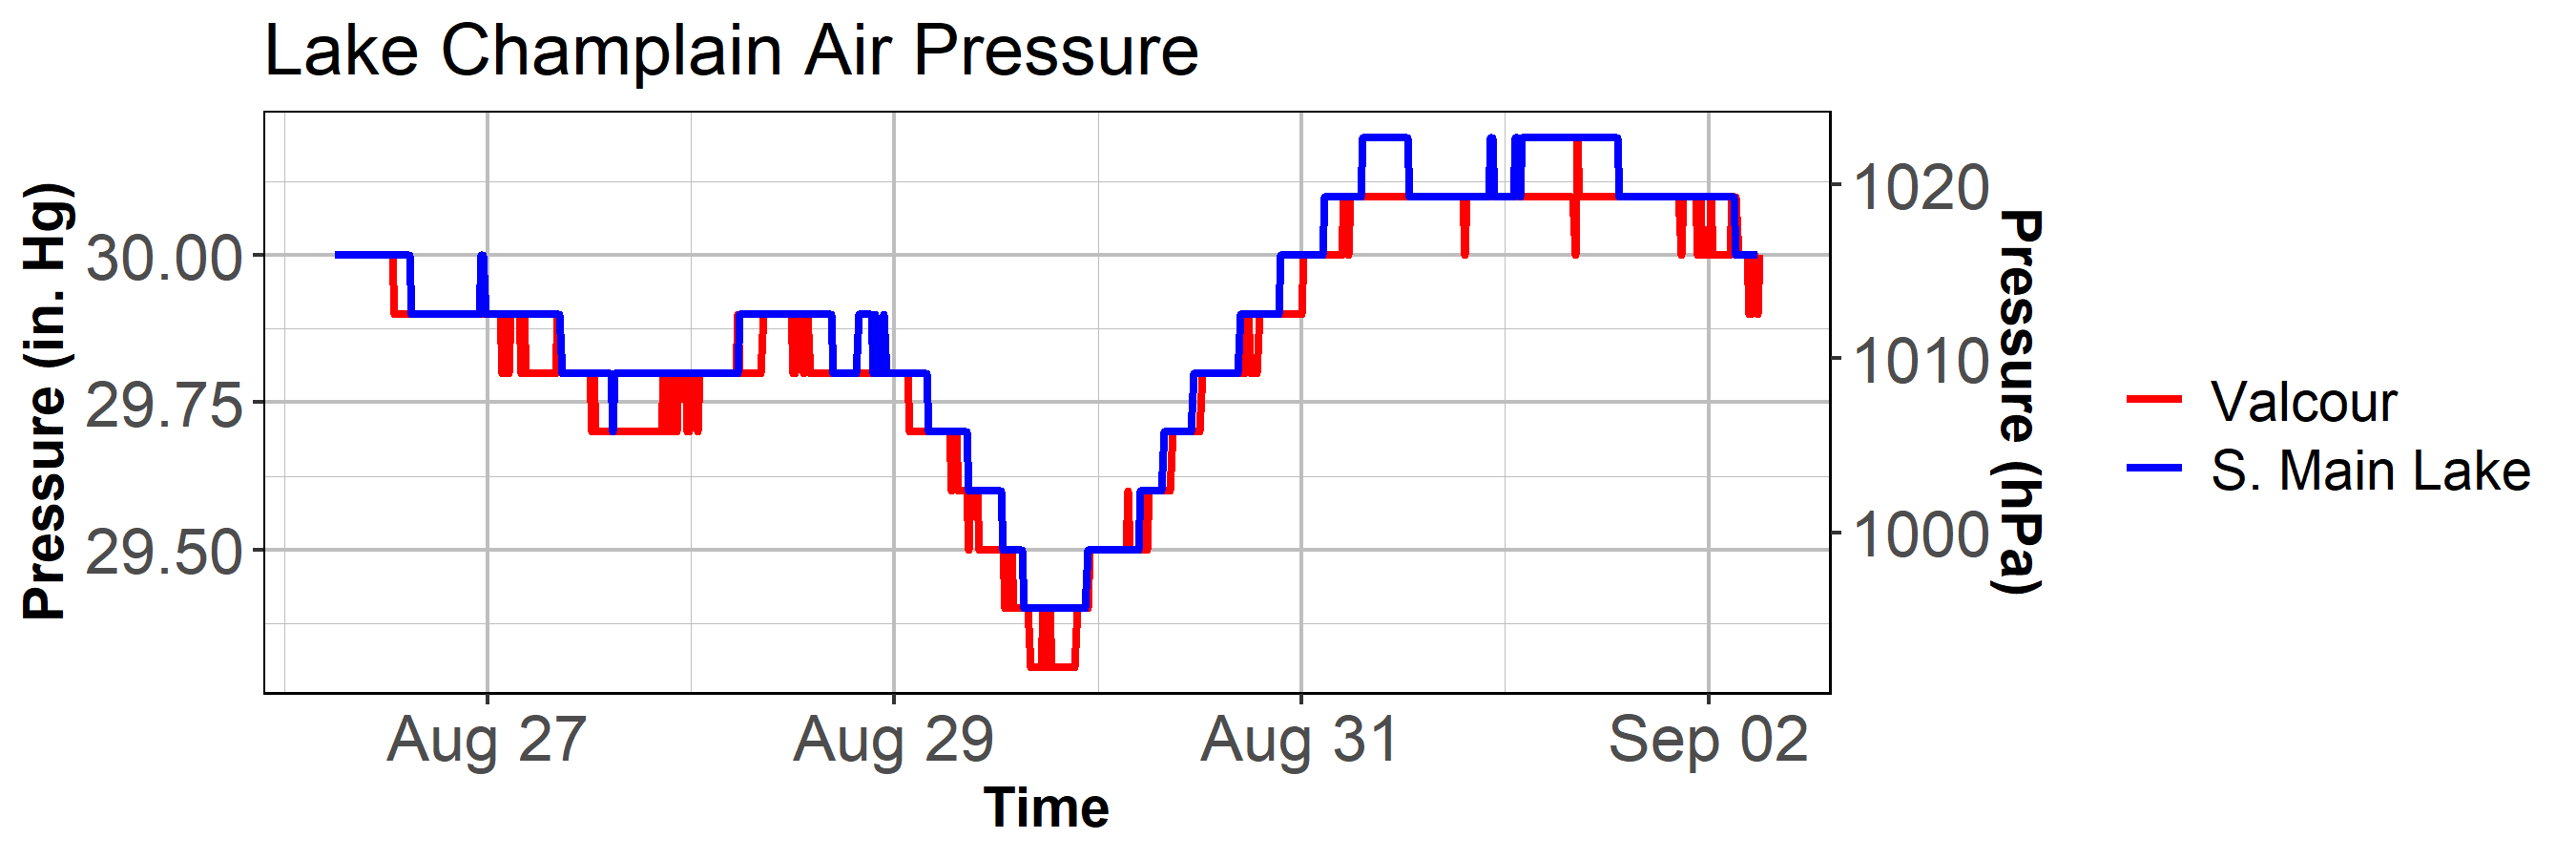 Lake Champlain Air Pressure
Pressure (in. Hg)
30.00
29.75
29.50
1020
1010
1000
Pressure (hPa)
Aug 27
Aug 29
Aug 31
Sep 02
Time
Valcour
S. Main Lake